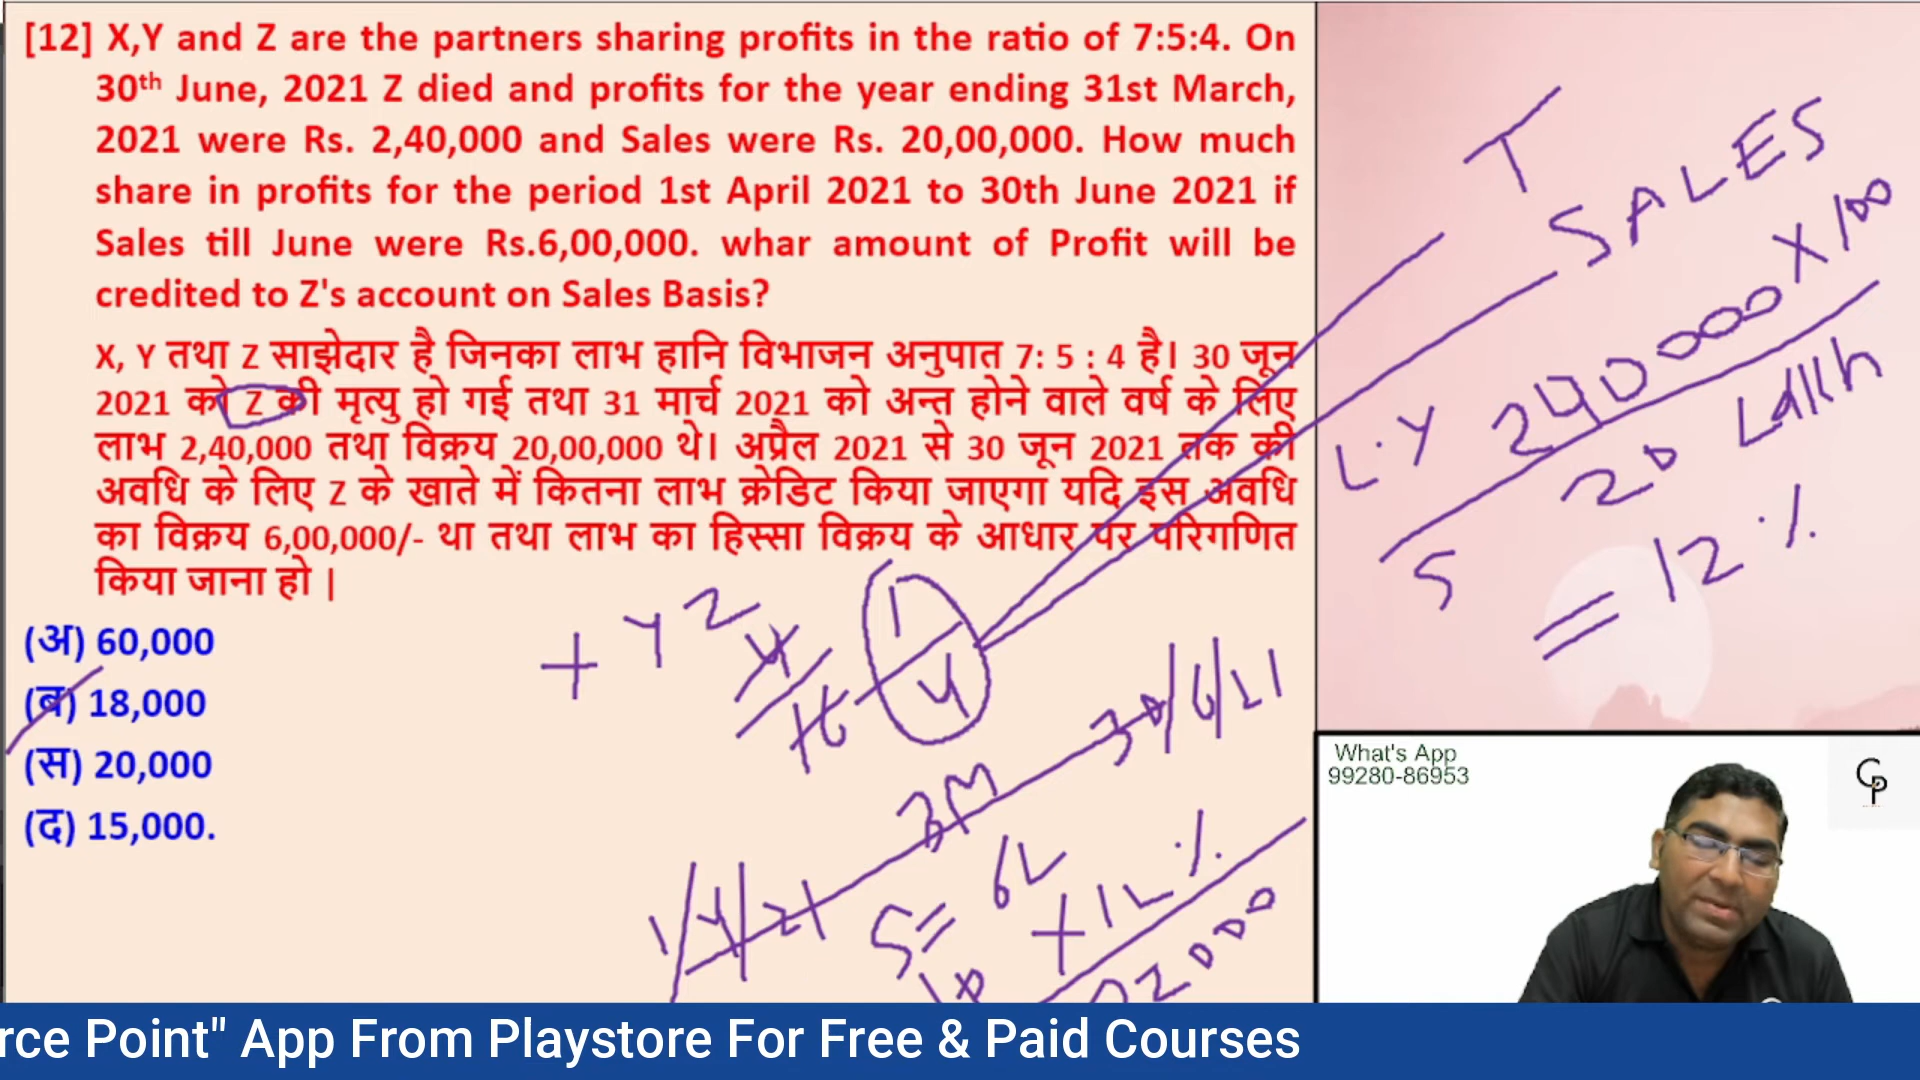 [12] X,Y and Z are the partners sharing profits in the ratio of 7:5:4. On
30th June, 2021 Z died and profits for the year ending 31st March,
2021 were Rs. 2,40,000 and Sales were Rs. 20,00,000. How much
share in profits for the period 1st April 2021 to 30th June 2021 if
Sales till June were Rs.6,00,000. whar amount of Profit will be
credited to Z's account on Sales Basis?
X, Y तथा Z साझेदार है जिनका लाभ हानि विभाजन अनुपात 7: 5 : 4 है। 30 जून
2021 को Z की मृत्यु हो गई तथा 31 मार्च 2021 को अन्त होने वाले वर्ष के लिए
लाभ 2,40,000 तथा विक्रय 20,00,000 थे। अप्रैल 2021 से 30 जून 2021 तक की
अवधि के लिए Z के खाते में कितना लाभ क्रेडिट किया जाएगा यदि इस अवधि
का विक्रय 6,00,000/- था तथा लाभ का हिस्सा विक्रय के आधार पर परिगणित
किया जाना हो |
(अ) 60,000
(ब) 18,000
(स) 20,000
(द) 15,000.
T
SALES
L.Y 240000 X 100
S 20 Lakh
= 12 %
Y Z
4
16
1
4
1/4/21 3M 30/6/21
S = 6L
X 12 %
72000
What's App
99280-86953
CP
rce Point" App From Playstore For Free & Paid Courses